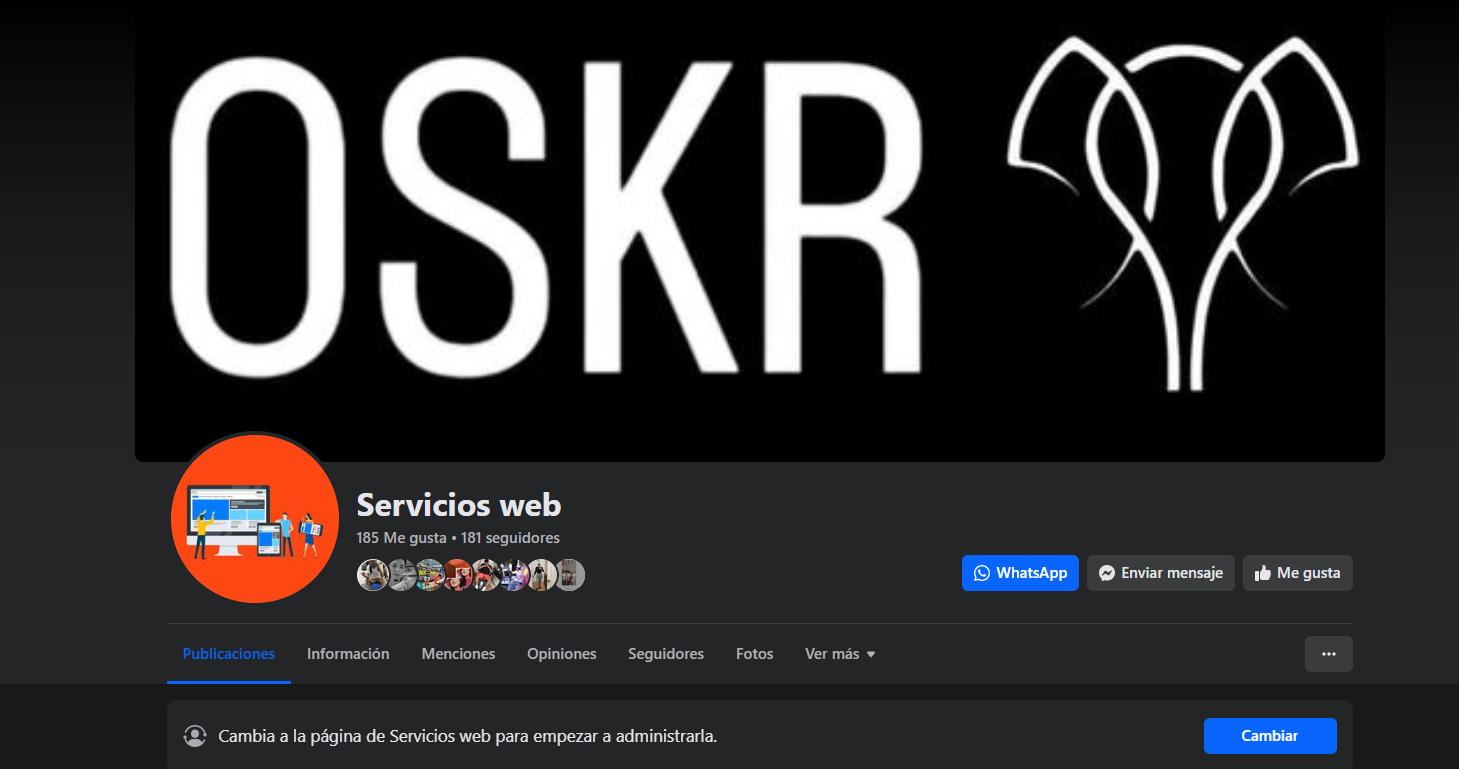 OSKR
Servicios web
185 Me gusta • 181 seguidores
WhatsApp
Enviar mensaje
Me gusta
Publicaciones
Información
Menciones
Opiniones
Seguidores
Fotos
Ver más
Cambia a la página de Servicios web para empezar a administrarla.
Cambiar